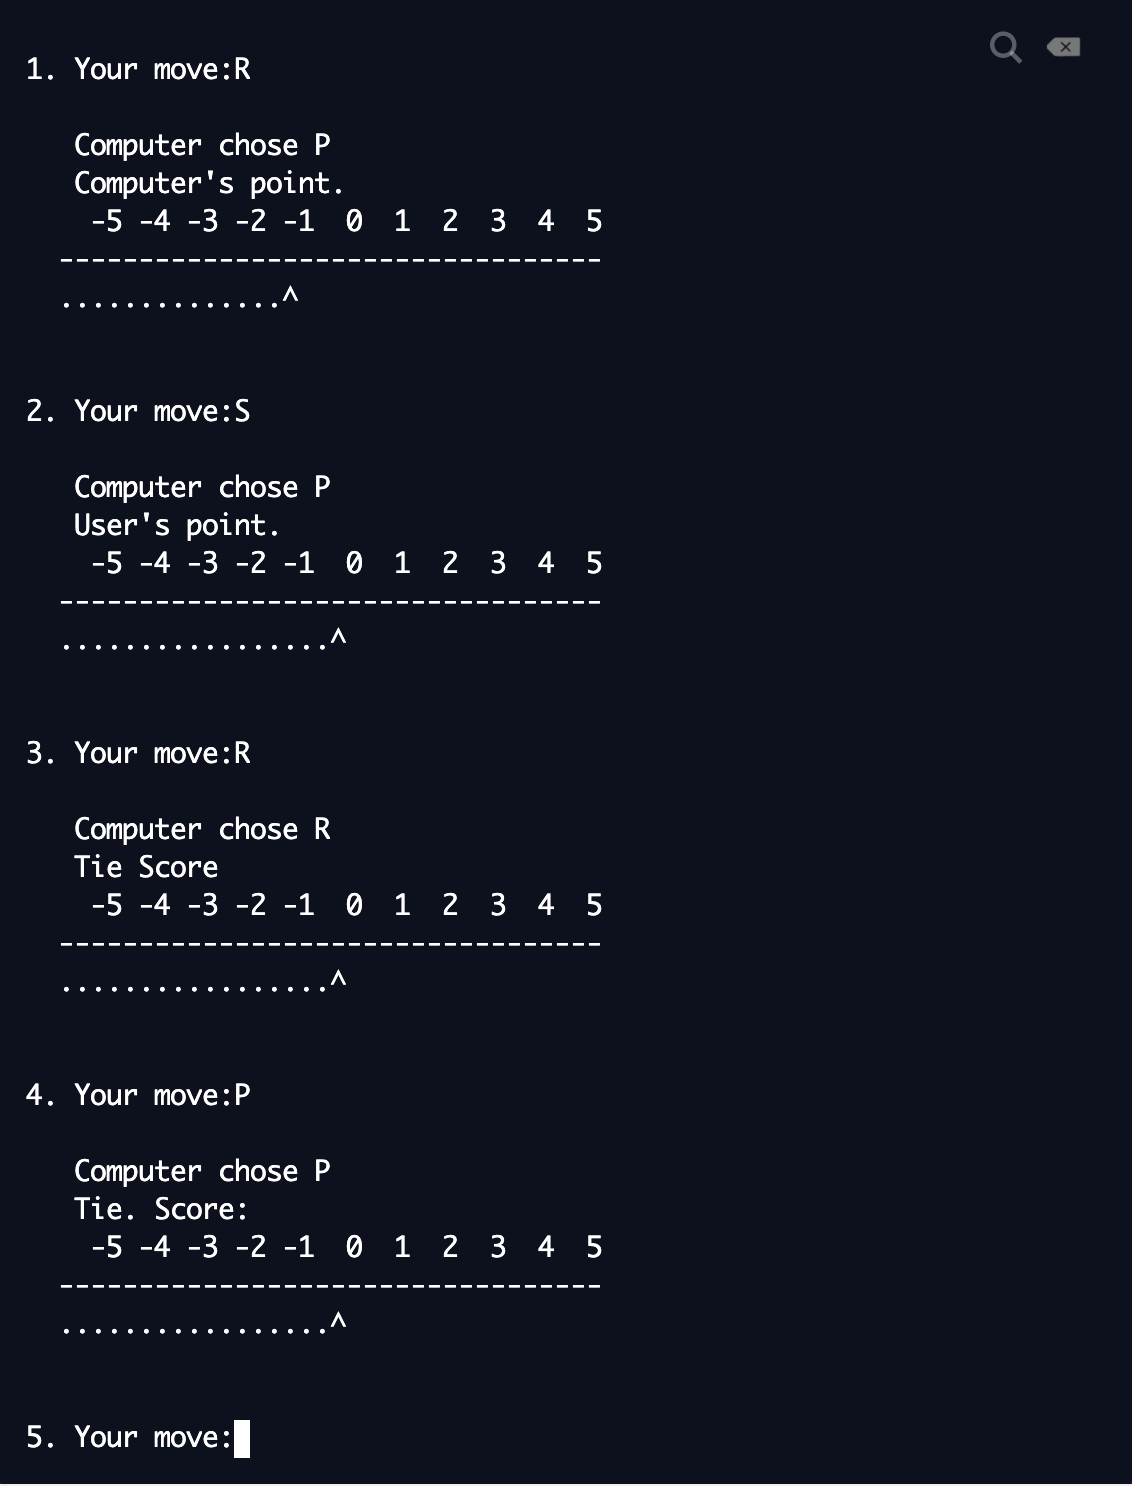 1. Your move:R
Computer chose P
Computer's point.
-5 -4 -3 -2 -1 0 1 2 3 4 5
----------------------------------
..............^
2. Your move:S
Computer chose P
User's point.
-5 -4 -3 -2 -1 0 1 2 3 4 5
----------------------------------
.................^
3. Your move:R
Computer chose R
Tie Score
-5 -4 -3 -2 -1 0 1 2 3 4 5
----------------------------------
.................^
4. Your move:P
Computer chose P
Tie. Score:
-5 -4 -3 -2 -1 0 1 2 3 4 5
----------------------------------
.................^
5. Your move: